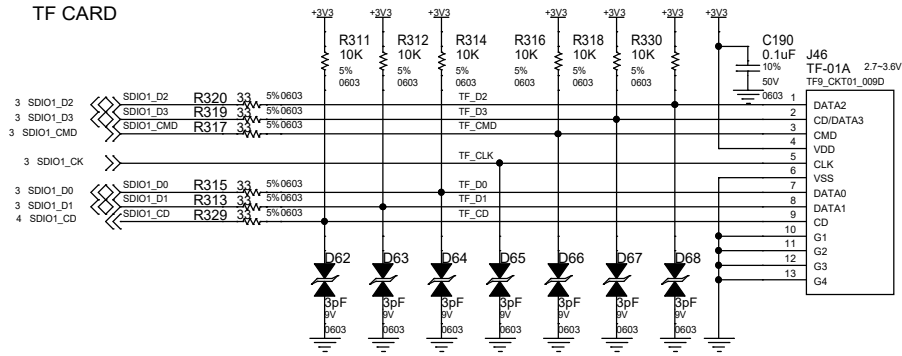 TF CARD
+3V3 +3V3 +3V3 +3V3 +3V3 +3V3 +3V3
R311 R312 R314 R316 R318 R330 C190
10K 10K 10K 10K 10K 10K 0.1uF
5% 5% 5% 5% 5% 5% 10%
0603 0603 0603 0603 0603 0603 50V
0603
J46
TF-01A 2.7~3.6V
TF9_CKT01_009D
3 SDIO1_D2 SDIO1_D2 R320 33 5%0603 TF_D2 1 DATA2
3 SDIO1_D3 SDIO1_D3 R319 33 5%0603 TF_D3 2 CD/DATA3
3 SDIO1_CMD SDIO1_CMD R317 33 5%0603 TF_CMD 3 CMD
4 VDD
3 SDIO1_CK TF_CLK 5 CLK
6 VSS
3 SDIO1_D0 SDIO1_D0 R315 33 5%0603 TF_D0 7 DATA0
3 SDIO1_D1 SDIO1_D1 R313 33 5%0603 TF_D1 8 DATA1
4 SDIO1_CD SDIO1_CD R329 33 5%0603 TF_CD 9 CD
10 G1
11 G2
12 G3
13 G4
D62 D63 D64 D65 D66 D67 D68
3pF 3pF 3pF 3pF 3pF 3pF 3pF
9V 9V 9V 9V 9V 9V 9V
0603 0603 0603 0603 0603 0603 0603